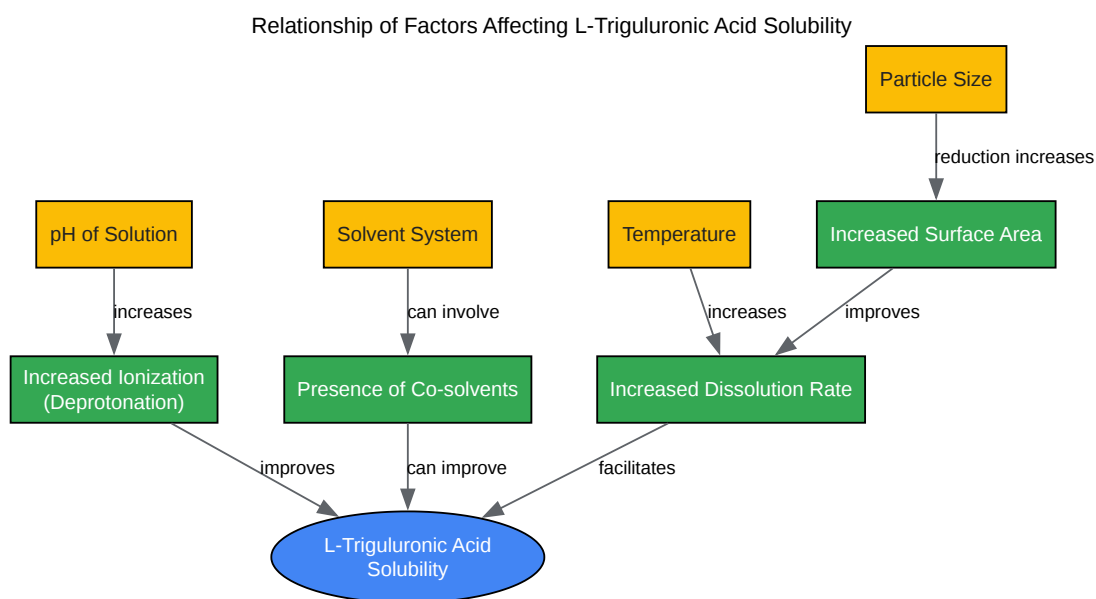 Relationship of Factors Affecting L-Triguluronic Acid Solubility
Particle Size
reduction increases
pH of Solution
Solvent System
Temperature
Increased Surface Area
increases
can involve
increases
improves
Increased Ionization
(Deprotonation)
Presence of Co-solvents
Increased Dissolution Rate
improves
can improve
facilitates
L-Triguluronic Acid
Solubility